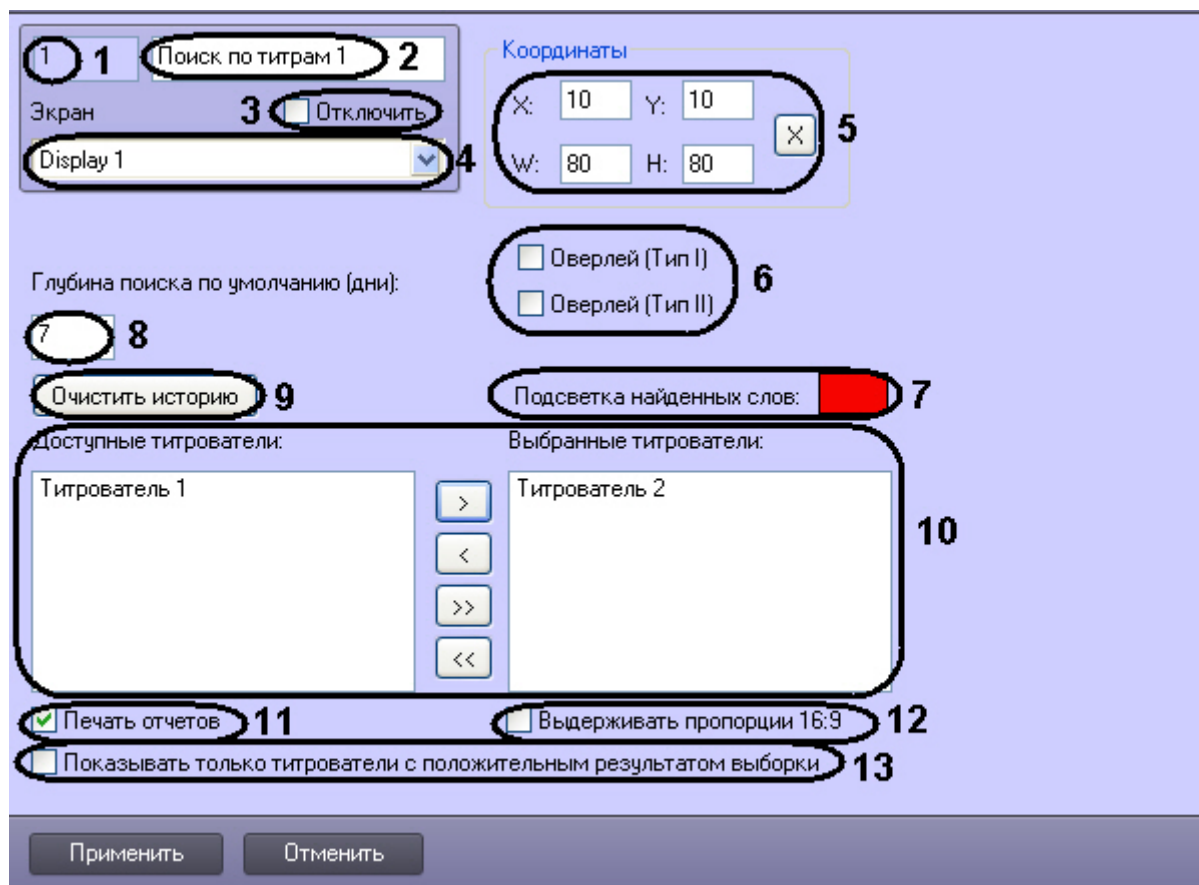 1 1 Поиск по титрам 1 2
Экран 3 Отключить
Display 1 4
Координаты
X: 10 Y: 10
X 5
W: 80 H: 80
Оверлей (Тип I)
Оверлей (Тип II)
6
Глубина поиска по умолчанию (дни):
7 8
Очистить историю 9
Подсветка найденных слов: 7
Доступные титрователи:
Выбранные титрователи:
Титрователь 1
>
<
>>
<<
Титрователь 2
10
Печать отчетов 11
Выдерживать пропорции 16:9 12
Показывать только титрователи с положительным результатом выборки 13
Применить
Отменить